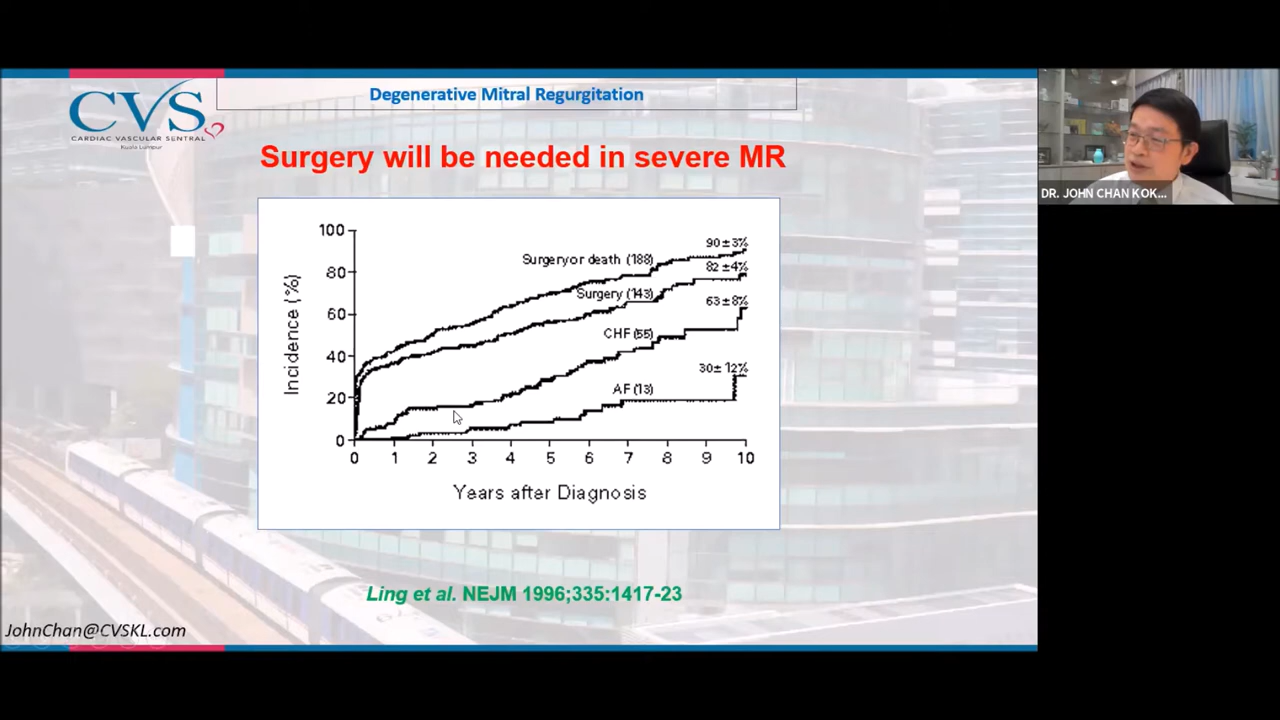 Degenerative Mitral Regurgitation
CVS
CARDIAC VASCULAR SENTRAL
Kuala Lumpur
Surgery will be needed in severe MR
DR. JOHN CHAN KOK...
100
80
60
40
20
0
Incidence (%)
Surgery or death (188)
90±3%
82±4%
Surgery (143)
63±8%
CHF (55)
30±12%
AF (13)
0 1 2 3 4 5 6 7 8 9 10
Years after Diagnosis
Ling et al. NEJM 1996;335:1417-23
JohnChan@CVSKL.com